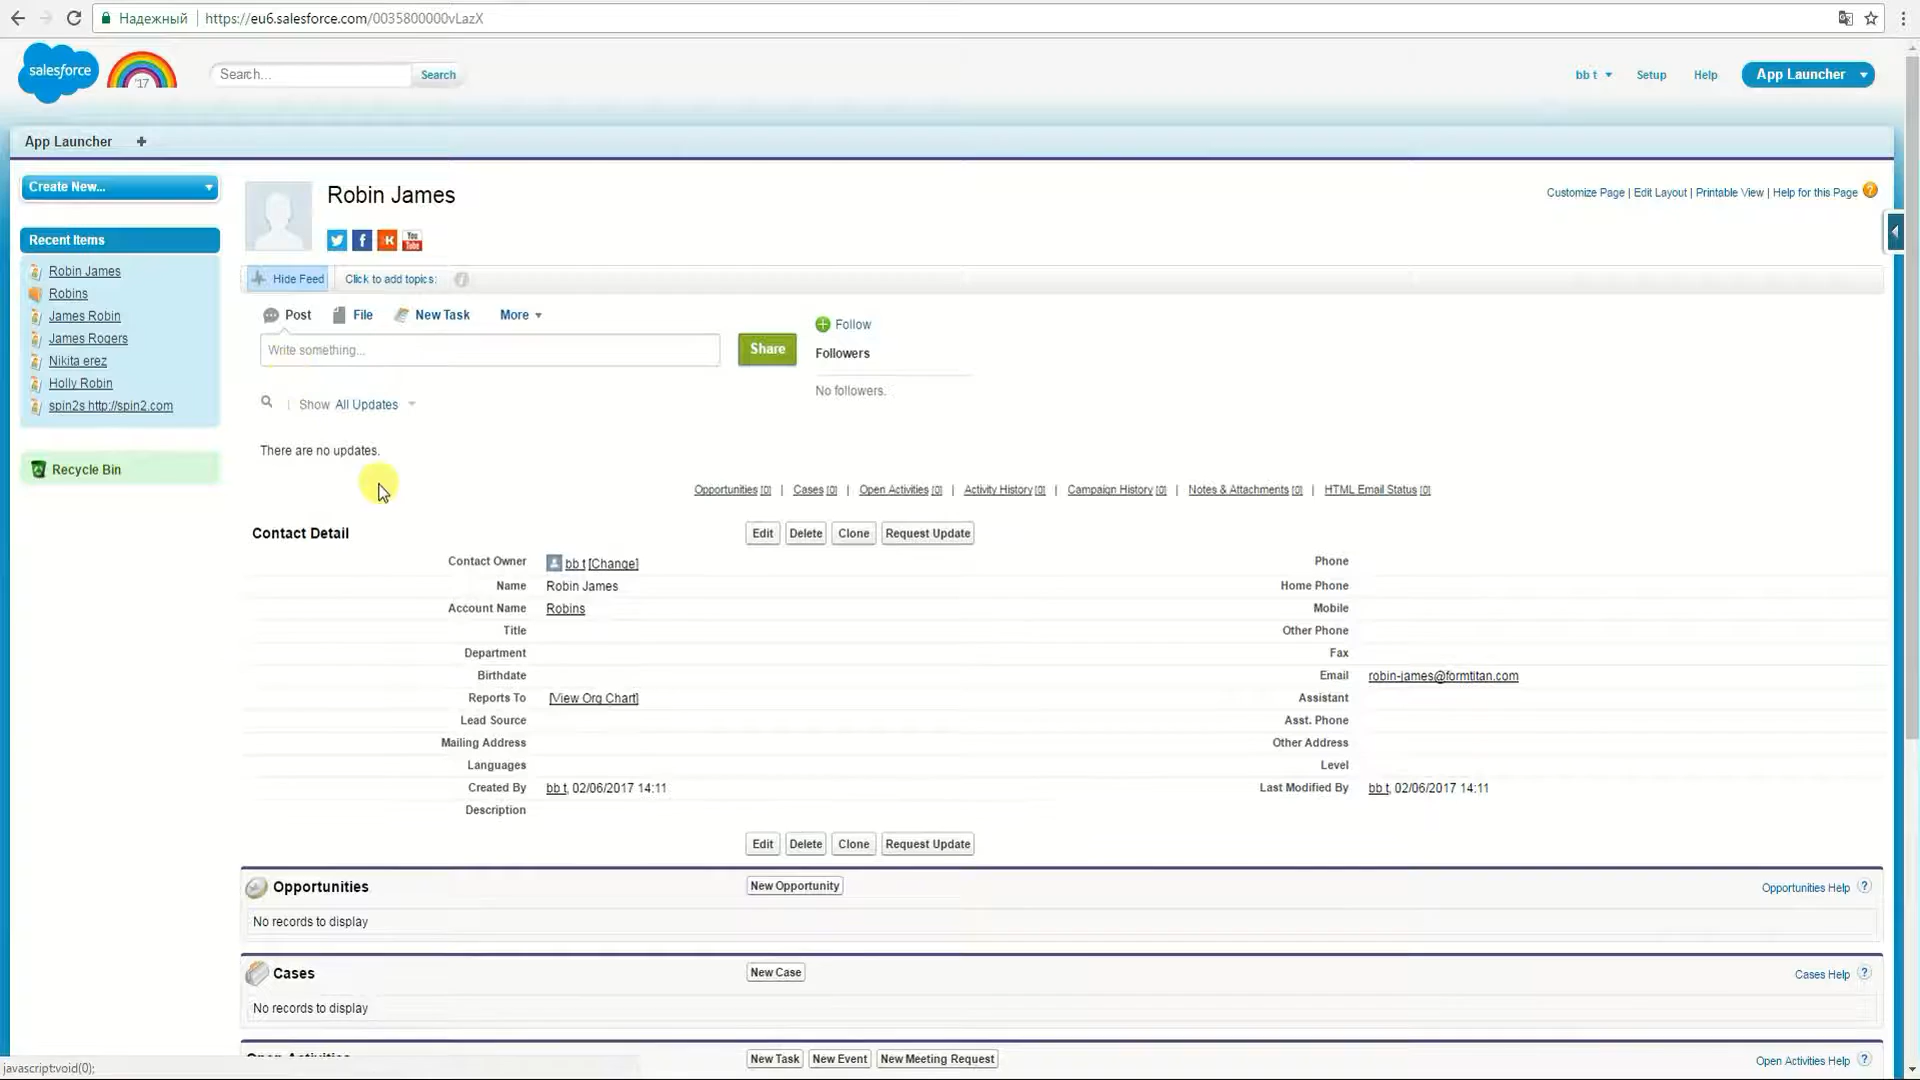 Надежный https://eu6.salesforce.com/0035800000vLazX
salesforce '17 Search... Search bb t Setup Help App Launcher
App Launcher
Create New...
Recent Items
Robin James
Robins
James Robin
James Rogers
Nikita erez
Holly Robin
spin2s http://spin2.com
Recycle Bin
Robin James
Customize Page | Edit Layout | Printable View | Help for this Page
You Tube
Hide Feed Click to add topics:
Post File New Task More
Write something... Share
Follow
Followers
No followers.
Show All Updates
There are no updates.
Opportunities [0] | Cases [0] | Open Activities [0] | Activity History [0] | Campaign History [0] | Notes & Attachments [0] | HTML Email Status [0]
Contact Detail Edit Delete Clone Request Update
Contact Owner bb t [Change] Phone
Name Robin James Home Phone
Account Name Robins Mobile
Title Other Phone
Department Fax
Birthdate Email robin-james@formtitan.com
Reports To [View Org Chart] Assistant
Lead Source Asst. Phone
Mailing Address Other Address
Languages Level
Created By bb t, 02/06/2017 14:11 Last Modified By bb t, 02/06/2017 14:11
Description
Edit Delete Clone Request Update
Opportunities New Opportunity Opportunities Help ?
No records to display
Cases New Case Cases Help ?
No records to display
Open Activities New Task New Event New Meeting Request Open Activities Help ?
javascript:void(0);